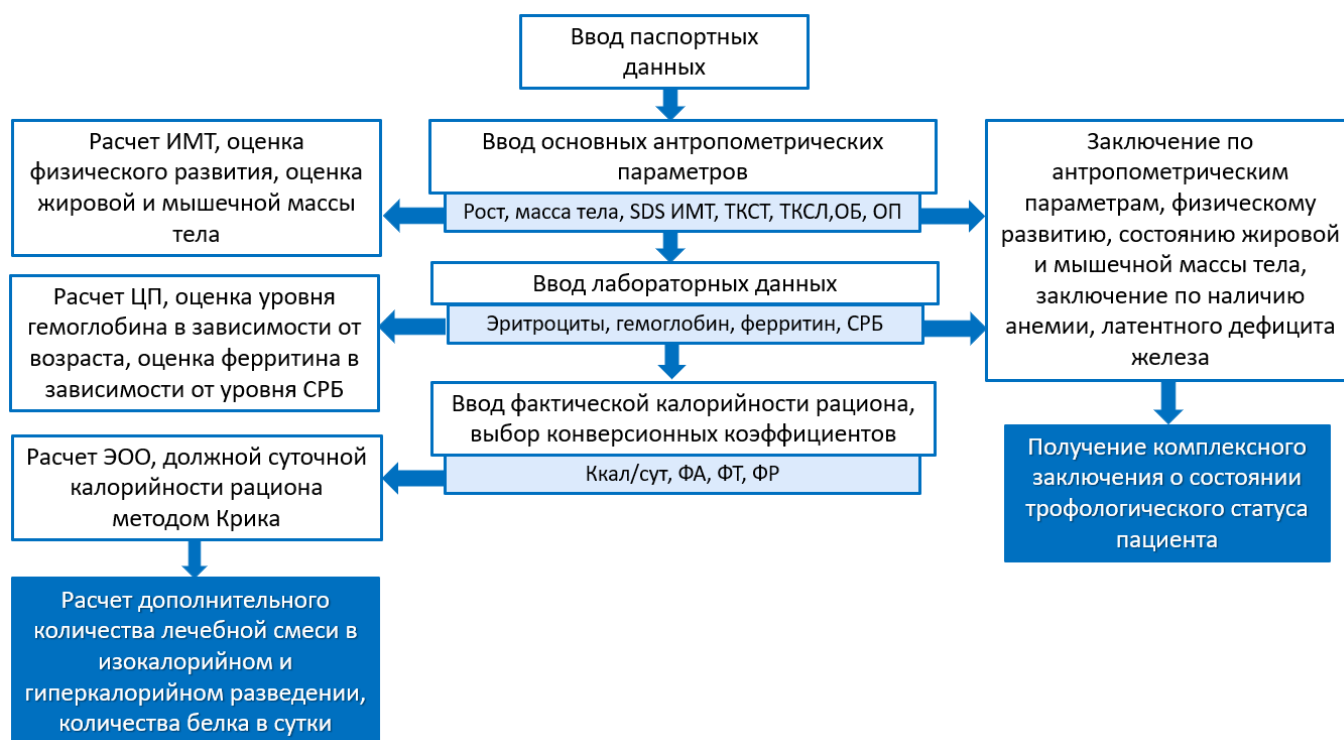 Ввод паспортных
данных
Расчет ИМТ, оценка
физического развития, оценка
жировой и мышечной массы
тела
Ввод основных антропометрических
параметров
Рост, масса тела, SDS ИМТ, ТКСТ, ТКСЛ,ОБ, ОП
Заключение по
антропометрическим
параметрам, физическому
развитию, состоянию жировой
и мышечной массы тела,
заключение по наличию
анемии, латентного дефицита
железа
Расчет ЦП, оценка уровня
гемоглобина в зависимости от
возраста, оценка ферритина в
зависимости от уровня СРБ
Ввод лабораторных данных
Эритроциты, гемоглобин, ферритин, СРБ
Ввод фактической калорийности рациона,
выбор конверсионных коэффициентов
Ккал/сут, ФА, ФТ, ФР
Расчет ЭОО, должной суточной
калорийности рациона
методом Крика
Получение комплексного
заключения о состоянии
трофологического статуса
пациента
Расчет дополнительного
количества лечебной смеси в
изокалорийном и
гиперкалорийном разведении,
количества белка в сутки